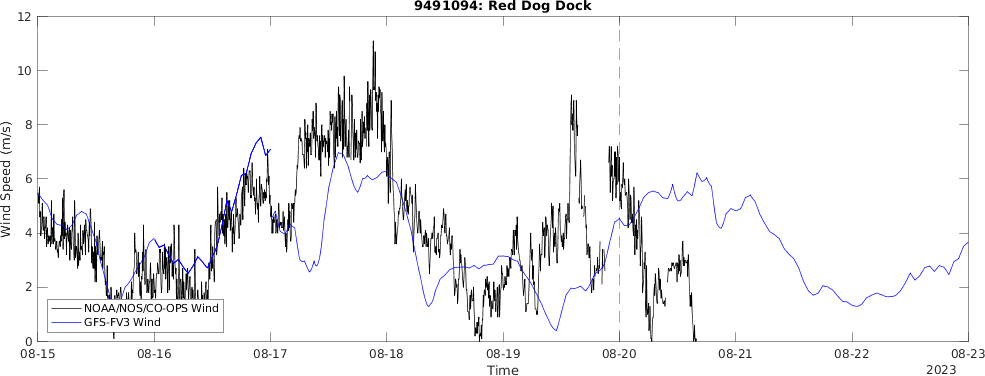 9491094: Red Dog Dock
12
10
8
6
4
2
0
Wind Speed (m/s)
NOAA/NOS/CO-OPS Wind
GFS-FV3 Wind
08-15 08-16 08-17 08-18 08-19 08-20 08-21 08-22 08-23
Time
2023